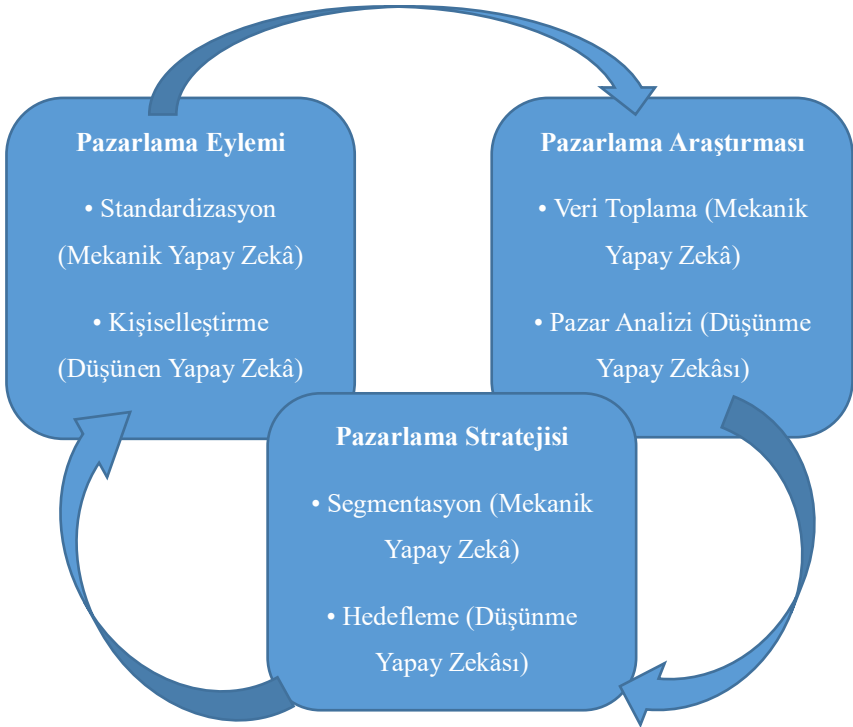 Pazarlama Eylemi
• Standardizasyon
(Mekanik Yapay Zekâ)
• Kişiselleştirme
(Düşünen Yapay Zekâ)
Pazarlama Araştırması
• Veri Toplama (Mekanik
Yapay Zekâ)
• Pazar Analizi (Düşünme
Yapay Zekâsı)
Pazarlama Stratejisi
• Segmentasyon (Mekanik
Yapay Zekâ)
• Hedefleme (Düşünme
Yapay Zekâsı)